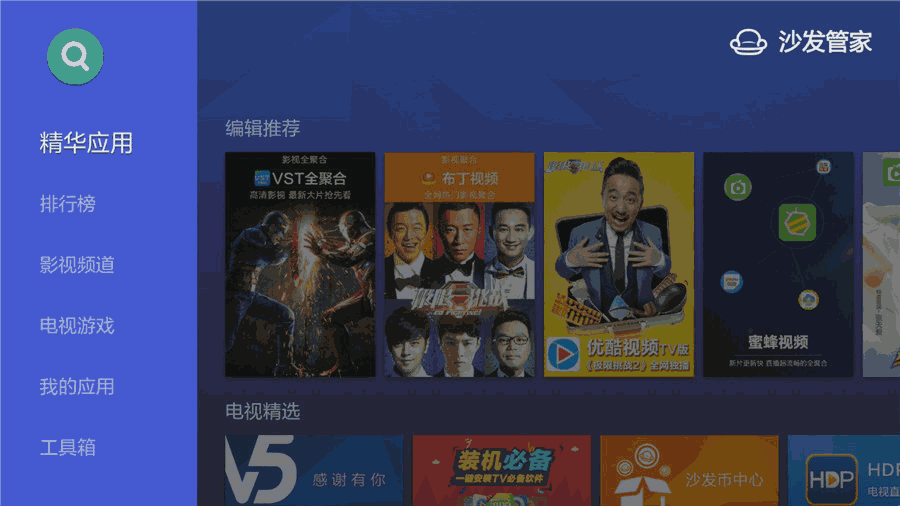 沙发管家
精华应用
排行榜
影视频道
电视游戏
我的应用
工具箱
编辑推荐
影视全聚合
VST
VST全聚合
高清影视 最新大片抢先看
影视聚合
布丁视频
全网热门影视聚合
极限挑战
GO FIGHTING!
优酷视频TV版
《极限挑战2》全网独播
蜜蜂视频
新片更新快 直播超流畅的全聚合
电视精选
V5
感谢有你
装机必备
一键安装TV必备软件
沙发币中心
HDP
HDP
电视直